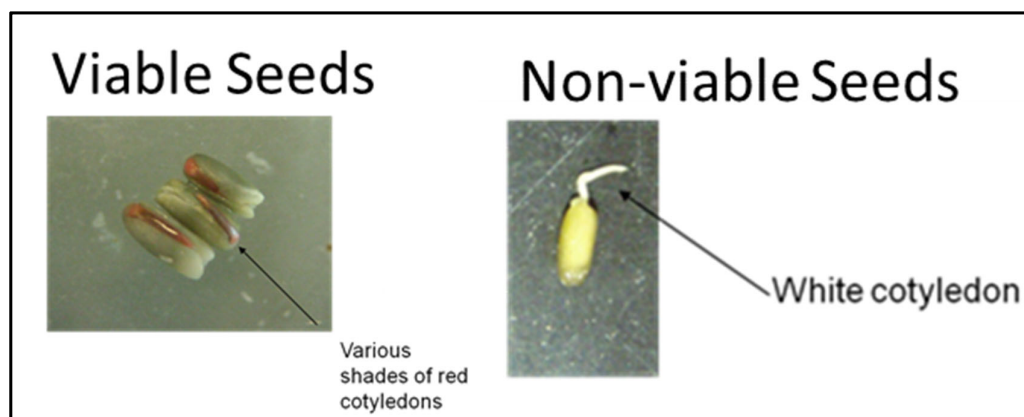 Viable Seeds
Non-viable Seeds
White cotyledon
Various
shades of red
cotyledons